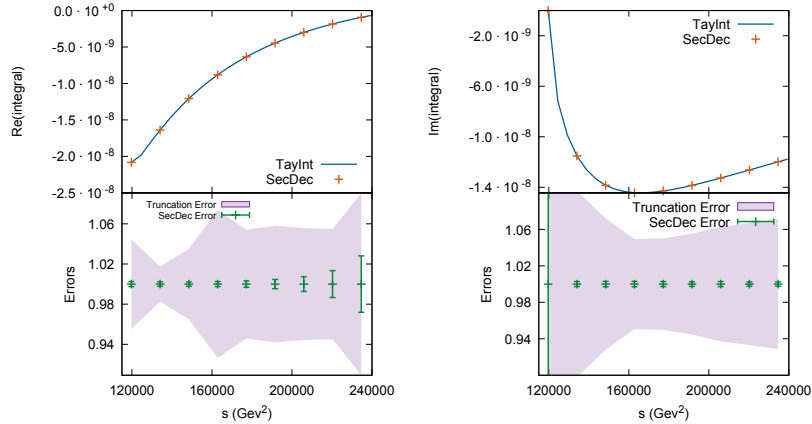 0.0 · 10⁺⁰
-5.0 · 10⁻⁹
-1.0 · 10⁻⁸
-1.5 · 10⁻⁸
-2.0 · 10⁻⁸
-2.5 · 10⁻⁸
Re(integral)
TayInt
SecDec
Truncation Error
SecDec Error
1.06
1.02
0.98
0.94
Errors
120000 160000 200000 240000
s (Gev²)
TayInt
SecDec
-2.0 · 10⁻⁹
-6.0 · 10⁻⁹
-1.0 · 10⁻⁸
-1.4 · 10⁻⁸
Im(integral)
Truncation Error
SecDec Error
1.06
1.02
0.98
0.94
Errors
120000 160000 200000 240000
s (Gev²)